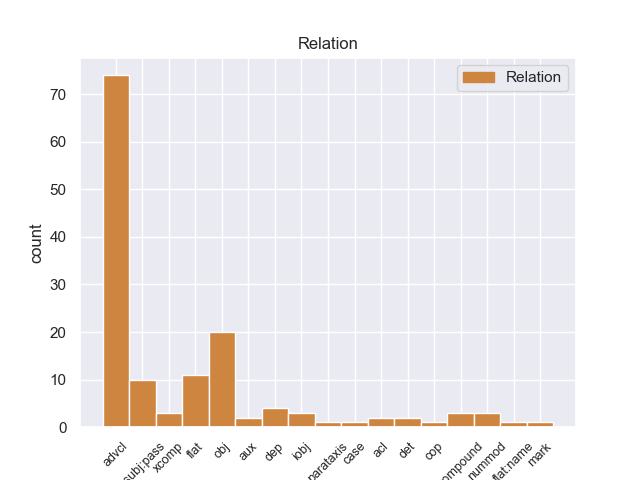 Relation
Relation
count
70
60
50
40
30
20
10
0
advcl
subj:pass
xcomp
flat
obj
aux
dep
iobj
parataxis
case
acl
det
cop
ompound
nummod
flat:name
mark